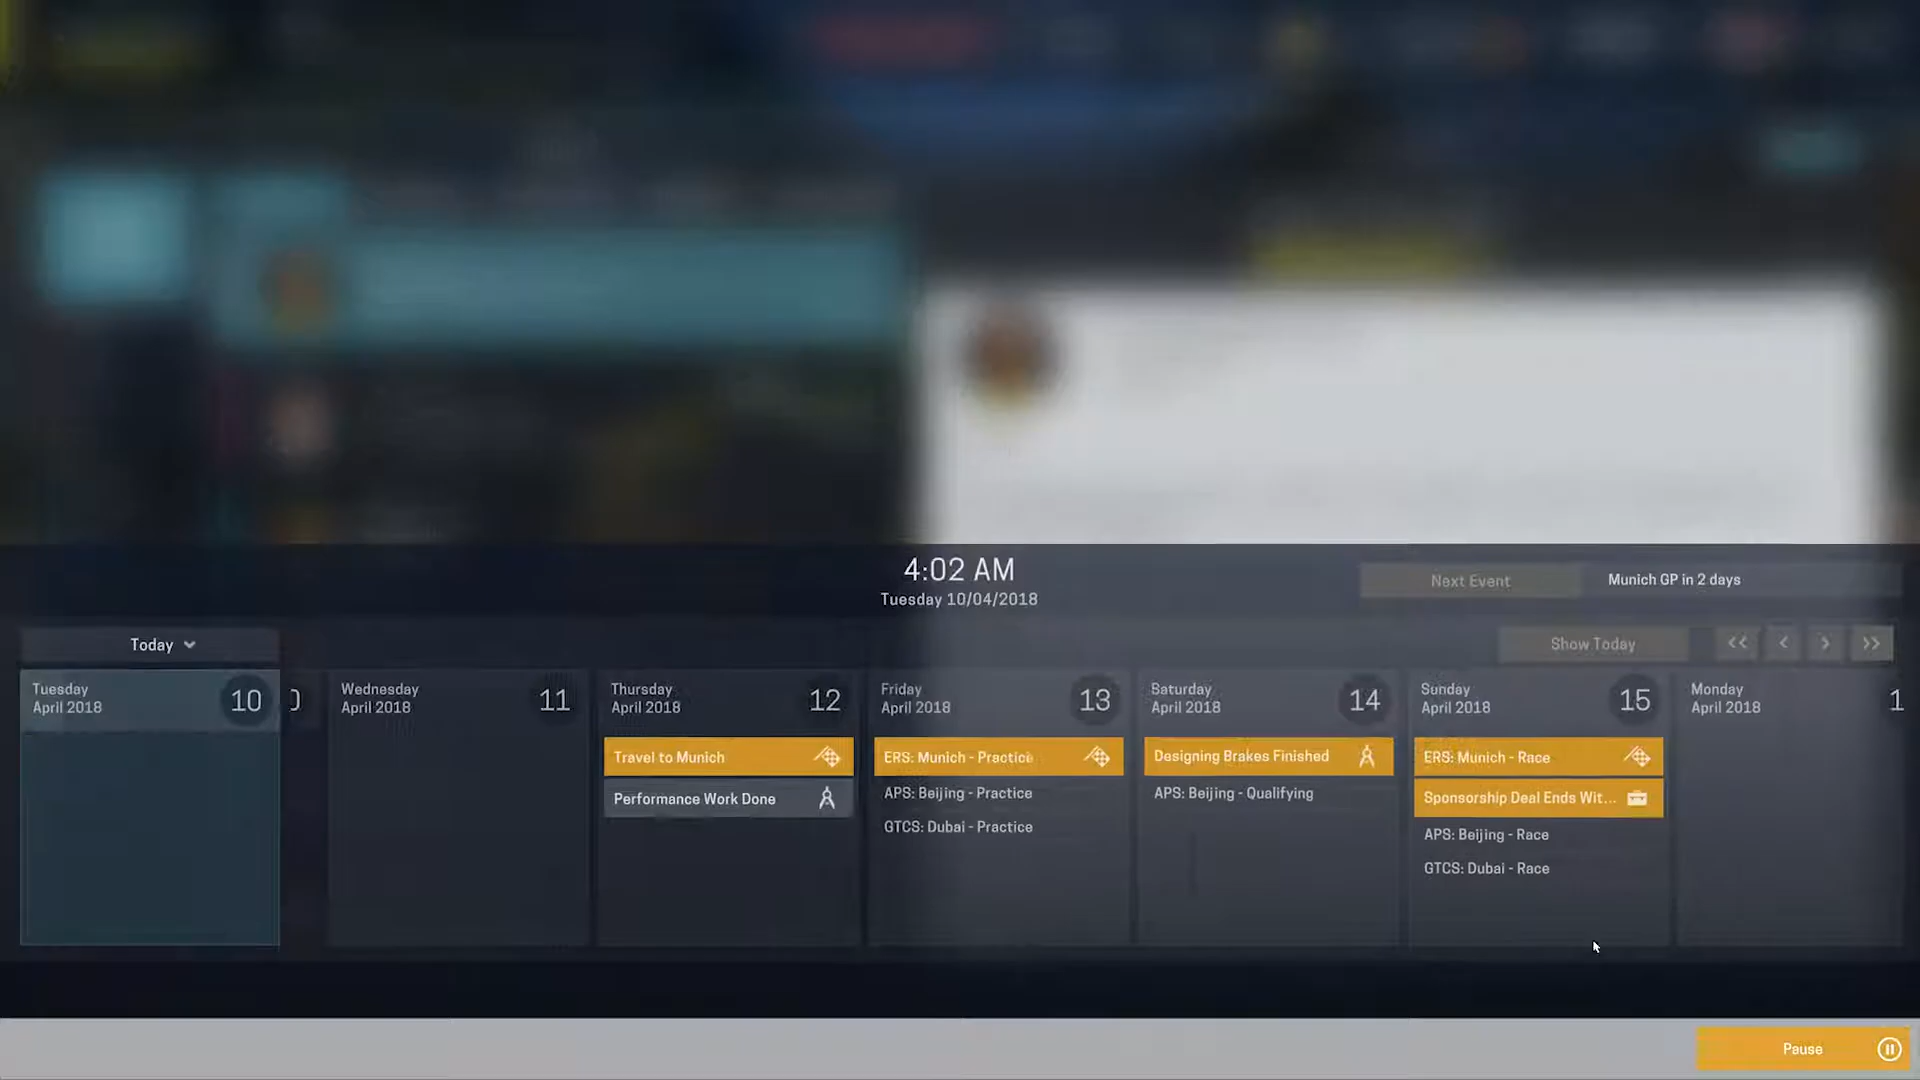 4:02 AM
Tuesday 10/04/2018
Next Event
Munich GP in 2 days
Today
Show Today
Tuesday
April 2018
10
Wednesday
April 2018
11
Thursday
April 2018
12
Travel to Munich
Performance Work Done
Friday
April 2018
13
ERS: Munich - Practice
APS: Beijing - Practice
GTCS: Dubai - Practice
Saturday
April 2018
14
Designing Brakes Finished
APS: Beijing - Qualifying
Sunday
April 2018
15
ERS: Munich - Race
Sponsorship Deal Ends Wit...
APS: Beijing - Race
GTCS: Dubai - Race
Monday
April 2018
1
Pause